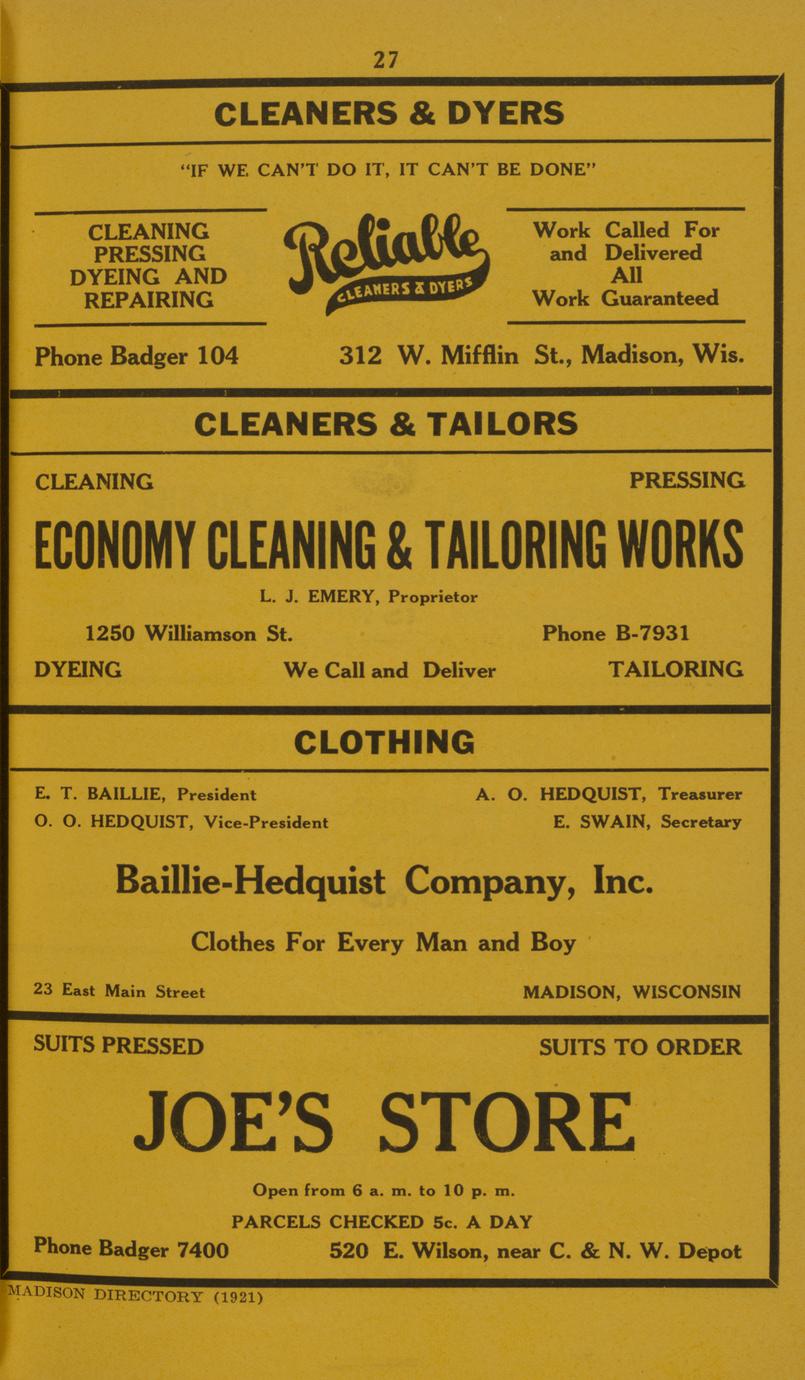 27
CLEANERS & DYERS
"IF WE CAN'T DO IT, IT CAN'T BE DONE"
CLEANING
PRESSING
DYEING AND
REPAIRING
Reliable
CLEANERS & DYERS
Work Called For
and Delivered
All
Work Guaranteed
Phone Badger 104 312 W. Mifflin St., Madison, Wis.
CLEANERS & TAILORS
CLEANING PRESSING
ECONOMY CLEANING & TAILORING WORKS
L. J. EMERY, Proprietor
1250 Williamson St. Phone B-7931
DYEING We Call and Deliver TAILORING
CLOTHING
E. T. BAILLIE, President A. O. HEDQUIST, Treasurer
O. O. HEDQUIST, Vice-President E. SWAIN, Secretary
Baillie-Hedquist Company, Inc.
Clothes For Every Man and Boy
23 East Main Street MADISON, WISCONSIN
SUITS PRESSED SUITS TO ORDER
JOE'S STORE
Open from 6 a. m. to 10 p. m.
PARCELS CHECKED 5c. A DAY
Phone Badger 7400 520 E. Wilson, near C. & N. W. Depot
MADISON DIRECTORY (1921)